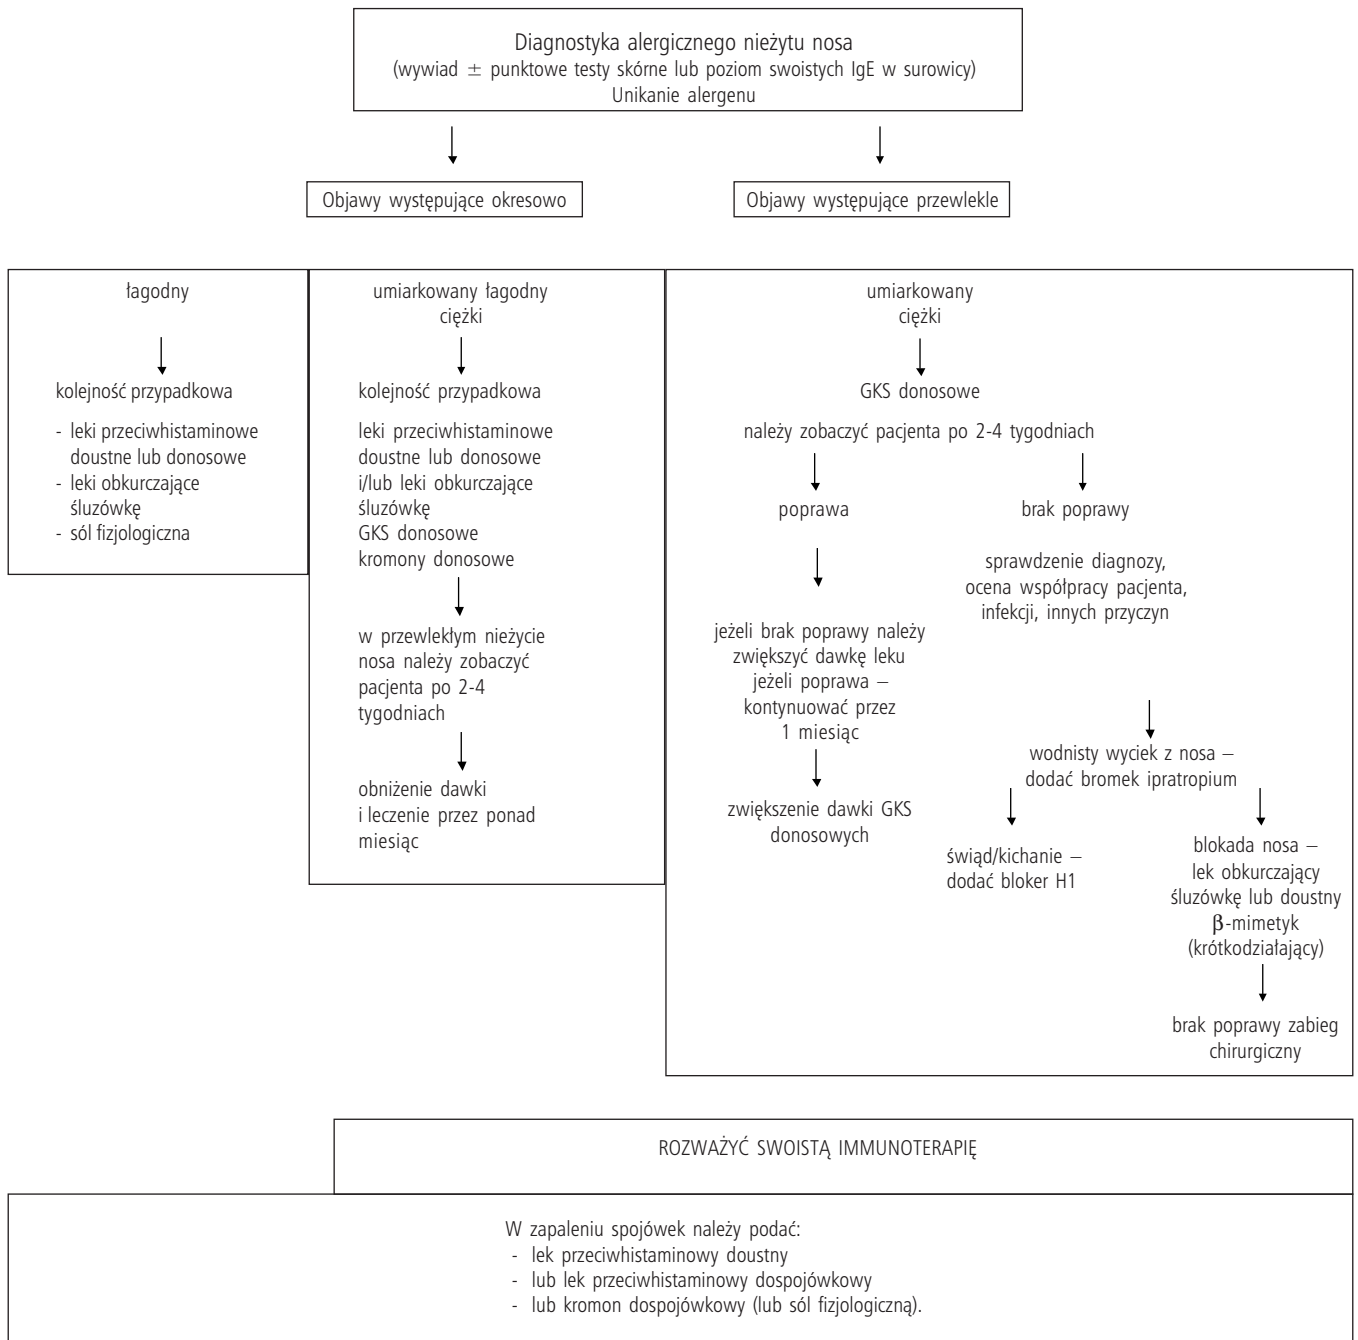 Diagnostyka alergicznego nieżytu nosa
(wywiad ± punktowe testy skórne lub poziom swoistych IgE w surowicy)
Unikanie alergenu
Objawy występujące okresowo
Objawy występujące przewlekle
łagodny
kolejność przypadkowa
- leki przeciwhistaminowe
doustne lub donosowe
- leki obkurczające
śluzówkę
- sól fizjologiczna
umiarkowany łagodny
ciężki
kolejność przypadkowa
leki przeciwhistaminowe
doustne lub donosowe
i/lub leki obkurczające
śluzówkę
GKS donosowe
kromony donosowe
w przewlekłym nieżycie
nosa należy zobaczyć
pacjenta po 2-4
tygodniach
obniżenie dawki
i leczenie przez ponad
miesiąc
umiarkowany
ciężki
GKS donosowe
należy zobaczyć pacjenta po 2-4 tygodniach
poprawa
jeżeli brak poprawy należy
zwiększyć dawkę leku
jeżeli poprawa –
kontynuować przez
1 miesiąc
zwiększenie dawki GKS
donosowych
brak poprawy
sprawdzenie diagnozy,
ocena współpracy pacjenta,
infekcji, innych przyczyn
wodnisty wyciek z nosa –
dodać bromek ipratropium
świąd/kichanie –
dodać bloker H1
blokada nosa –
lek obkurczający
śluzówkę lub doustny
β-mimetyk
(krótkodziałający)
brak poprawy zabieg
chirurgiczny
ROZWAŻYĆ SWOISTĄ IMMUNOTERAPIĘ
W zapaleniu spojówek należy podać:
- lek przeciwhistaminowy doustny
- lub lek przeciwhistaminowy dospojówkowy
- lub kromon dospojówkowy (lub sól fizjologiczną).